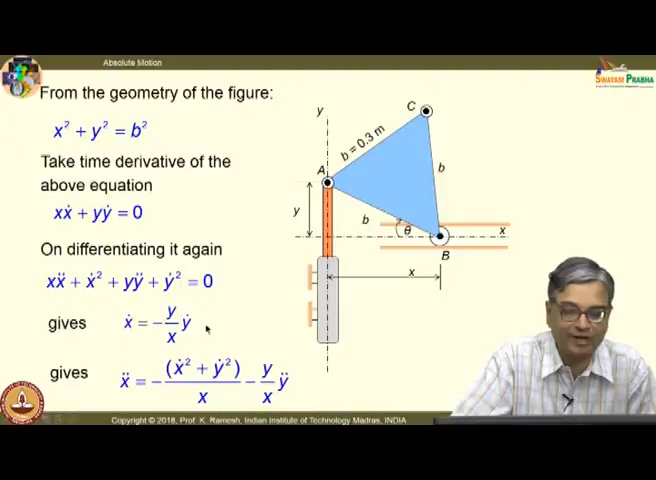 Absolute Motion
SWAYAM PRABHA
From the geometry of the figure:
x² + y² = b²
Take time derivative of the
above equation
xẋ + yẏ = 0
On differentiating it again
xẍ + ẋ² + yÿ + ẏ² = 0
gives ẋ = −(y/x)ẏ
gives ẍ = −(ẋ² + ẏ²)/x − (y/x)ÿ
y
C
b = 0.3 m
A
b
y
b
θ
x
B
x
Copyright © 2018, Prof. K. Ramesh, Indian Institute of Technology Madras, INDIA